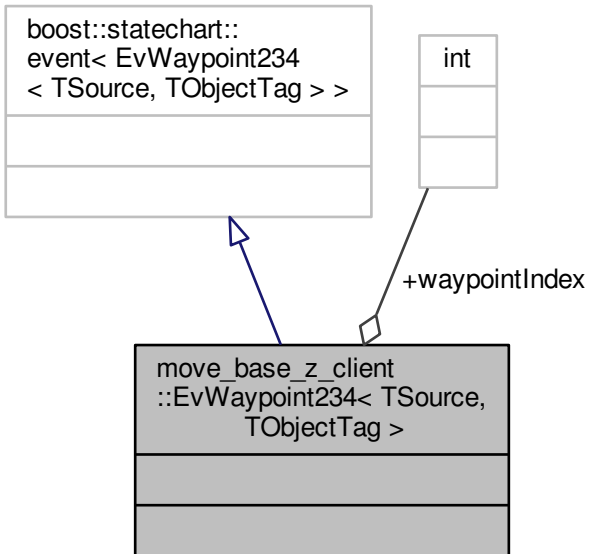 boost::statechart::
event< EvWaypoint234
< TSource, TObjectTag > >
int
+waypointIndex
move_base_z_client
::EvWaypoint234< TSource,
TObjectTag >